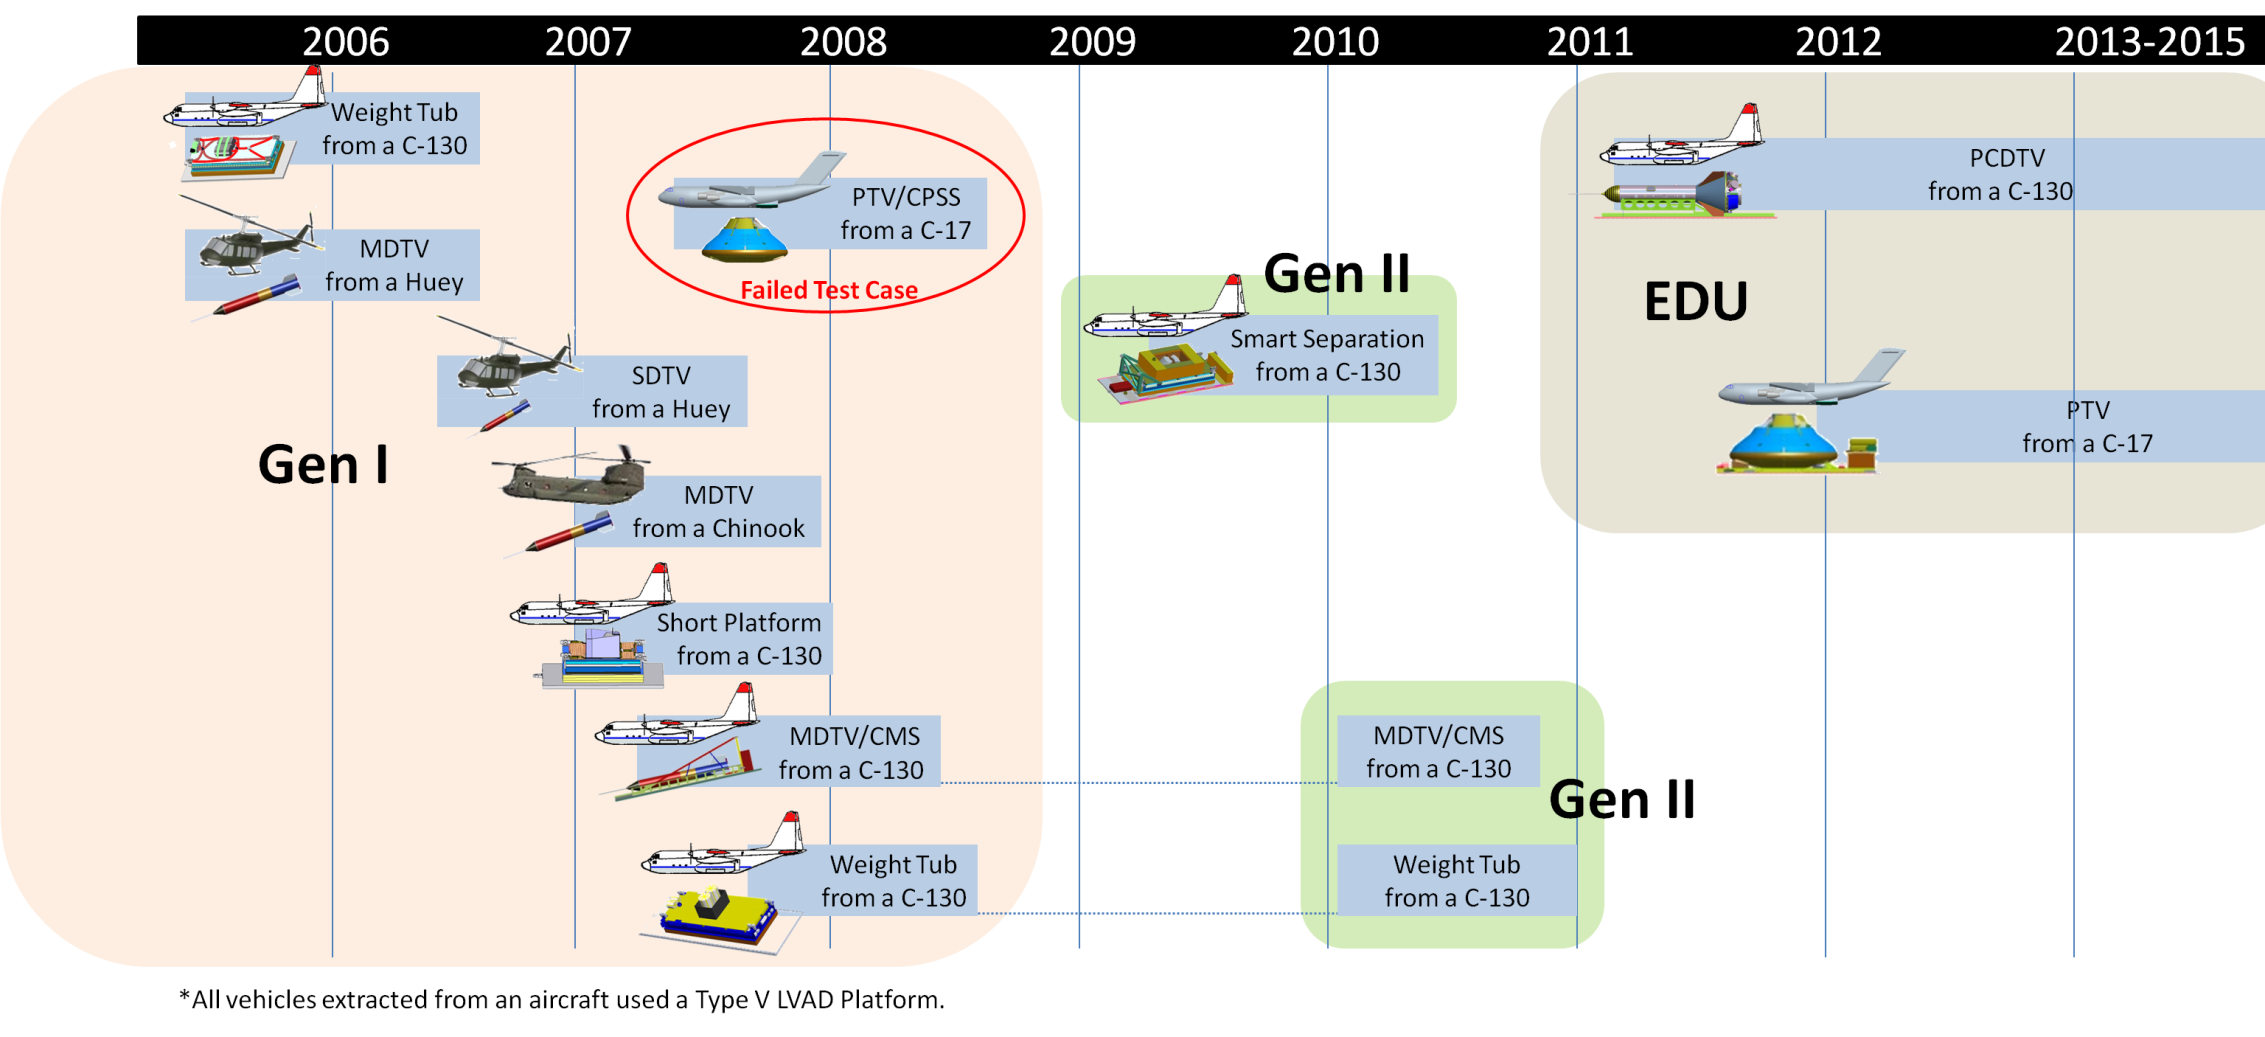 2006 2007 2008 2009 2010 2011 2012 2013-2015
Weight Tub
from a C-130
MDTV
from a Huey
SDTV
from a Huey
Gen I
MDTV
from a Chinook
Short Platform
from a C-130
MDTV/CMS
from a C-130
Weight Tub
from a C-130
PTV/CPSS
from a C-17
Failed Test Case
Gen II
Smart Separation
from a C-130
MDTV/CMS
from a C-130
Gen II
Weight Tub
from a C-130
PCDTV
from a C-130
EDU
PTV
from a C-17
*All vehicles extracted from an aircraft used a Type V LVAD Platform.